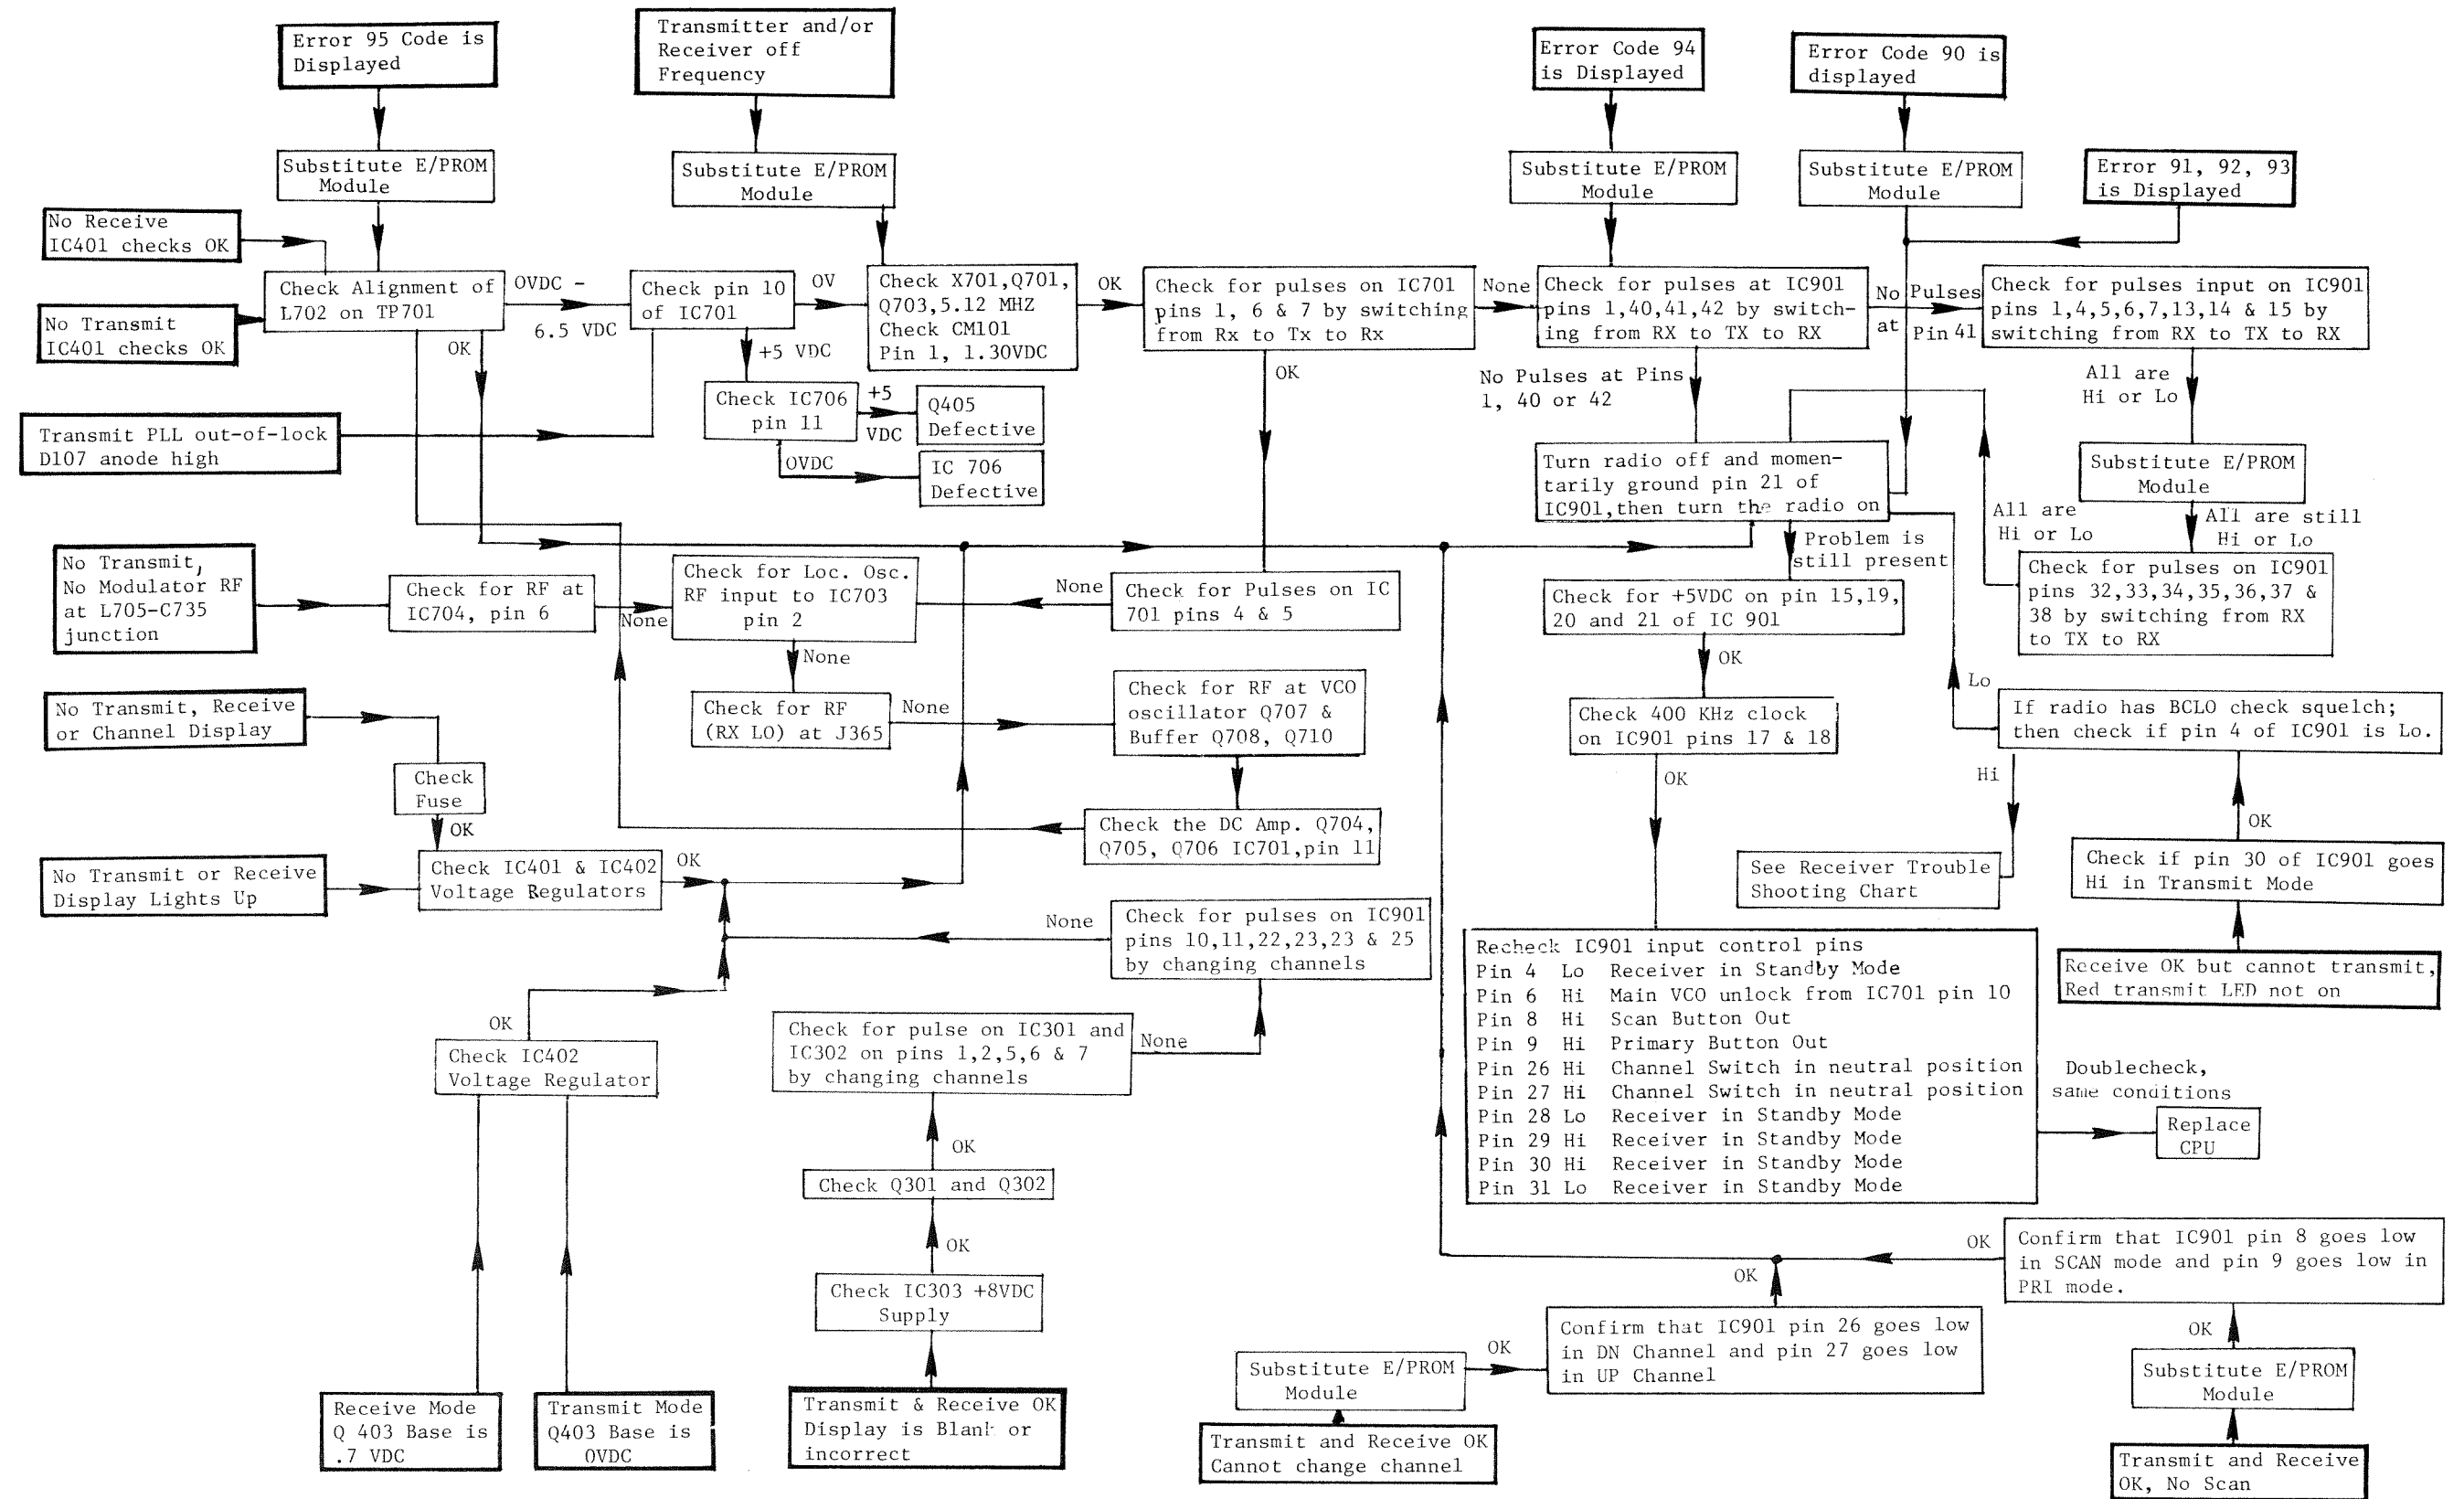 Error 95 Code is
Displayed
Transmitter and/or
Receiver off
Frequency
Error Code 94
is Displayed
Error Code 90 is
displayed
Substitute E/PROM
Module
Substitute E/PROM
Module
Substitute E/PROM
Module
Substitute E/PROM
Module
Error 91, 92, 93
is Displayed
No Receive
IC401 checks OK
No Transmit
IC401 checks OK
Check Alignment of
L702 on TP701
OVDC -
6.5 VDC
OK
Check pin 10
of IC701
OV
+5 VDC
Check X701,Q701,
Q703,5.12 MHZ
Check CM101
Pin 1, 1.30VDC
OK
Check for pulses on IC701
pins 1, 6 & 7 by switching
from Rx to Tx to Rx
None
OK
Check for pulses at IC901
pins 1,40,41,42 by switch-
ing from RX to TX to RX
No Pulses
at Pin 41
Check for pulses input on IC901
pins 1,4,5,6,7,13,14 & 15 by
switching from RX to TX to RX
No Pulses at Pins
1, 40 or 42
All are
Hi or Lo
Check IC706
pin 11
+5
VDC
Q405
Defective
OVDC
IC 706
Defective
Transmit PLL out-of-lock
D107 anode high
Turn radio off and momen-
tarily ground pin 21 of
IC901,then turn the radio on
Substitute E/PROM
Module
All are
Hi or Lo
All are still
Hi or Lo
Problem is
still present
No Transmit,
No Modulator RF
at L705-C735
junction
Check for RF at
IC704, pin 6
None
Check for Loc. Osc.
RF input to IC703
pin 2
None
Check for Pulses on IC
701 pins 4 & 5
None
Check for +5VDC on pin 15,19,
20 and 21 of IC 901
OK
Check for pulses on IC901
pins 32,33,34,35,36,37 &
38 by switching from RX
to TX to RX
No Transmit, Receive
or Channel Display
Check for RF
(RX LO) at J365
None
Check for RF at VCO
oscillator Q707 &
Buffer Q708, Q710
Check 400 KHz clock
on IC901 pins 17 & 18
OK
Lo
If radio has BCLO check squelch;
then check if pin 4 of IC901 is Lo.
Hi
OK
Check
Fuse
OK
Check the DC Amp. Q704,
Q705, Q706 IC701,pin 11
No Transmit or Receive
Display Lights Up
Check IC401 & IC402
Voltage Regulators
OK
See Receiver Trouble
Shooting Chart
Check if pin 30 of IC901 goes
Hi in Transmit Mode
None
Check for pulses on IC901
pins 10,11,22,23,23 & 25
by changing channels
Receive OK but cannot transmit,
Red transmit LED not on
Recheck IC901 input control pins
Pin 4 Lo Receiver in Standby Mode
Pin 6 Hi Main VCO unlock from IC701 pin 10
Pin 8 Hi Scan Button Out
Pin 9 Hi Primary Button Out
Pin 26 Hi Channel Switch in neutral position
Pin 27 Hi Channel Switch in neutral position
Pin 28 Lo Receiver in Standby Mode
Pin 29 Hi Receiver in Standby Mode
Pin 30 Hi Receiver in Standby Mode
Pin 31 Lo Receiver in Standby Mode
Doublecheck,
same conditions
Replace
CPU
OK
Check IC402
Voltage Regulator
Check for pulse on IC301 and
IC302 on pins 1,2,5,6 & 7
by changing channels
None
OK
Check Q301 and Q302
OK
Check IC303 +8VDC
Supply
OK
Confirm that IC901 pin 8 goes low
in SCAN mode and pin 9 goes low in
PRI mode.
OK
OK
Substitute E/PROM
Module
OK
Confirm that IC901 pin 26 goes low
in DN Channel and pin 27 goes low
in UP Channel
Substitute E/PROM
Module
Receive Mode
Q 403 Base is
.7 VDC
Transmit Mode
Q403 Base is
OVDC
Transmit & Receive OK
Display is Blank or
incorrect
Transmit and Receive OK
Cannot change channel
Transmit and Receive
OK, No Scan